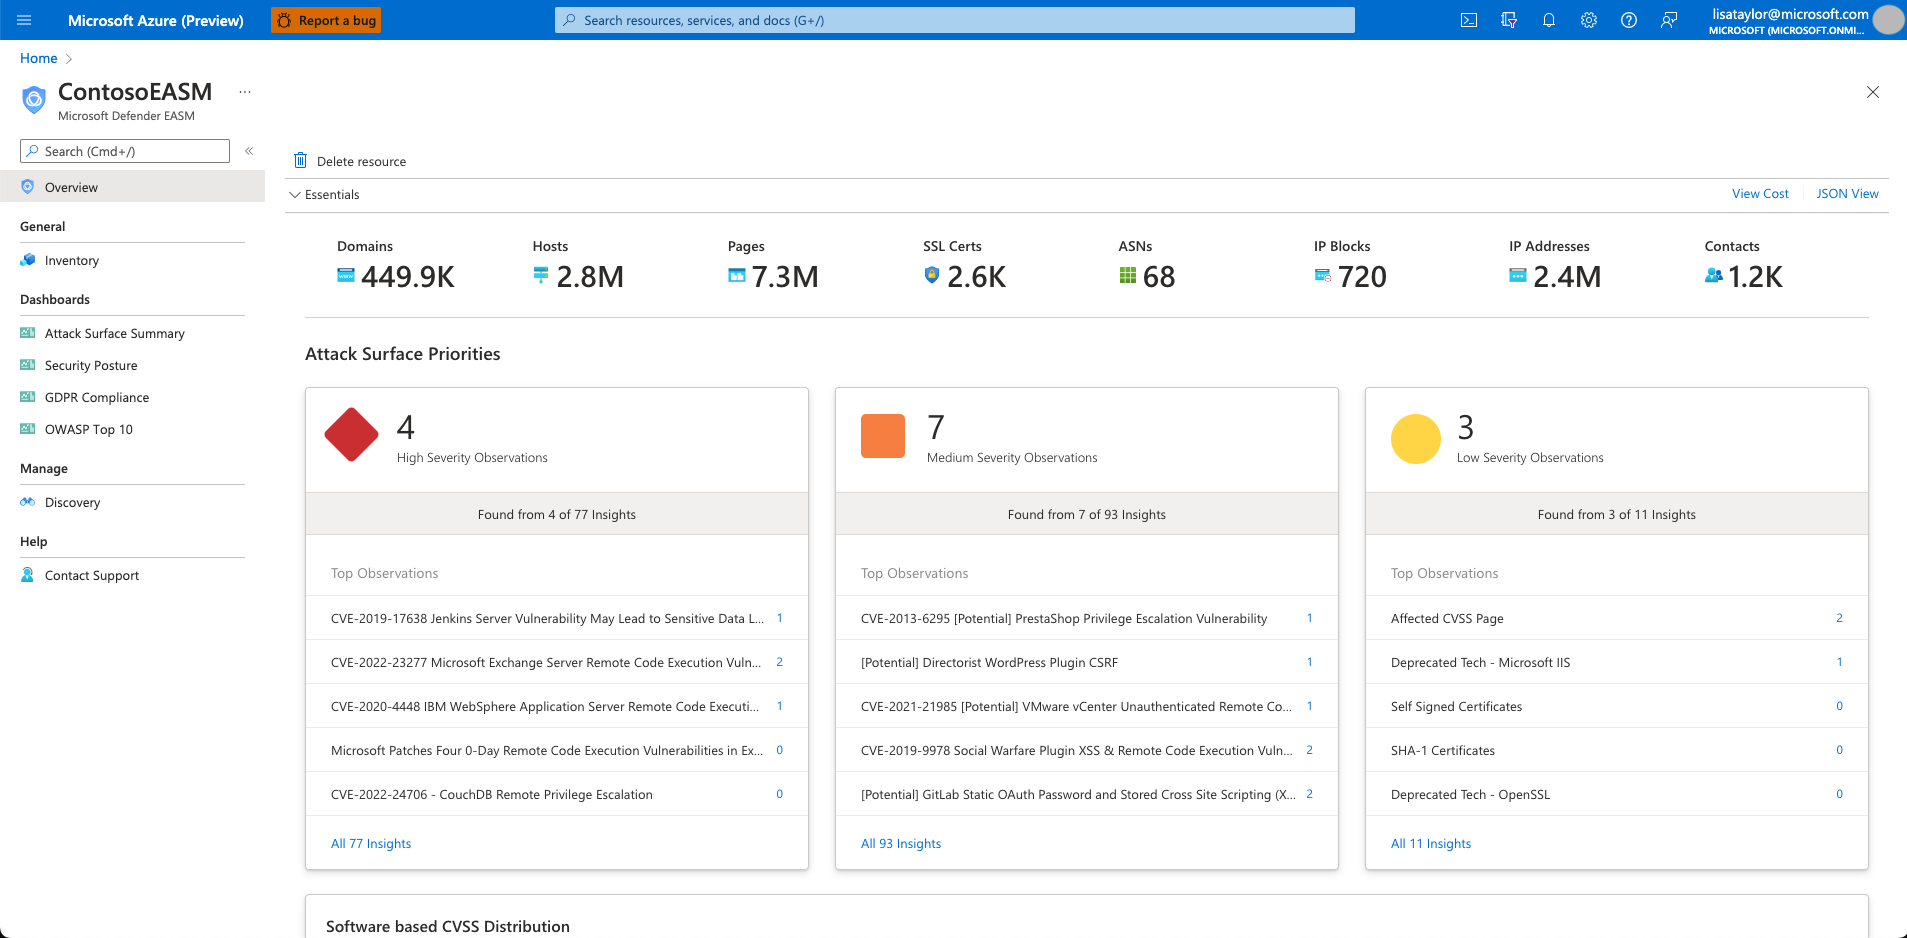 Microsoft Azure (Preview)
Report a bug
Search resources, services, and docs (G+/)
lisataylor@microsoft.com
MICROSOFT (MICROSOFT.ONMI...
Home
ContosoEASM
...
Microsoft Defender EASM
Search (Cmd+/)
«
Overview
General
Inventory
Dashboards
Attack Surface Summary
Security Posture
GDPR Compliance
OWASP Top 10
Manage
Discovery
Help
Contact Support
Delete resource
Essentials
View Cost
JSON View
Domains
449.9K
Hosts
2.8M
Pages
7.3M
SSL Certs
2.6K
ASNs
68
IP Blocks
720
IP Addresses
2.4M
Contacts
1.2K
Attack Surface Priorities
4
High Severity Observations
Found from 4 of 77 Insights
Top Observations
CVE-2019-17638 Jenkins Server Vulnerability May Lead to Sensitive Data L... 1
CVE-2022-23277 Microsoft Exchange Server Remote Code Execution Vuln... 2
CVE-2020-4448 IBM WebSphere Application Server Remote Code Executi... 1
Microsoft Patches Four 0-Day Remote Code Execution Vulnerabilities in Ex... 0
CVE-2022-24706 - CouchDB Remote Privilege Escalation 0
All 77 Insights
7
Medium Severity Observations
Found from 7 of 93 Insights
Top Observations
CVE-2013-6295 [Potential] PrestaShop Privilege Escalation Vulnerability 1
[Potential] Directorist WordPress Plugin CSRF 1
CVE-2021-21985 [Potential] VMware vCenter Unauthenticated Remote Co... 1
CVE-2019-9978 Social Warfare Plugin XSS & Remote Code Execution Vuln... 2
[Potential] GitLab Static OAuth Password and Stored Cross Site Scripting (X... 2
All 93 Insights
3
Low Severity Observations
Found from 3 of 11 Insights
Top Observations
Affected CVSS Page 2
Deprecated Tech - Microsoft IIS 1
Self Signed Certificates 0
SHA-1 Certificates 0
Deprecated Tech - OpenSSL 0
All 11 Insights
Software based CVSS Distribution